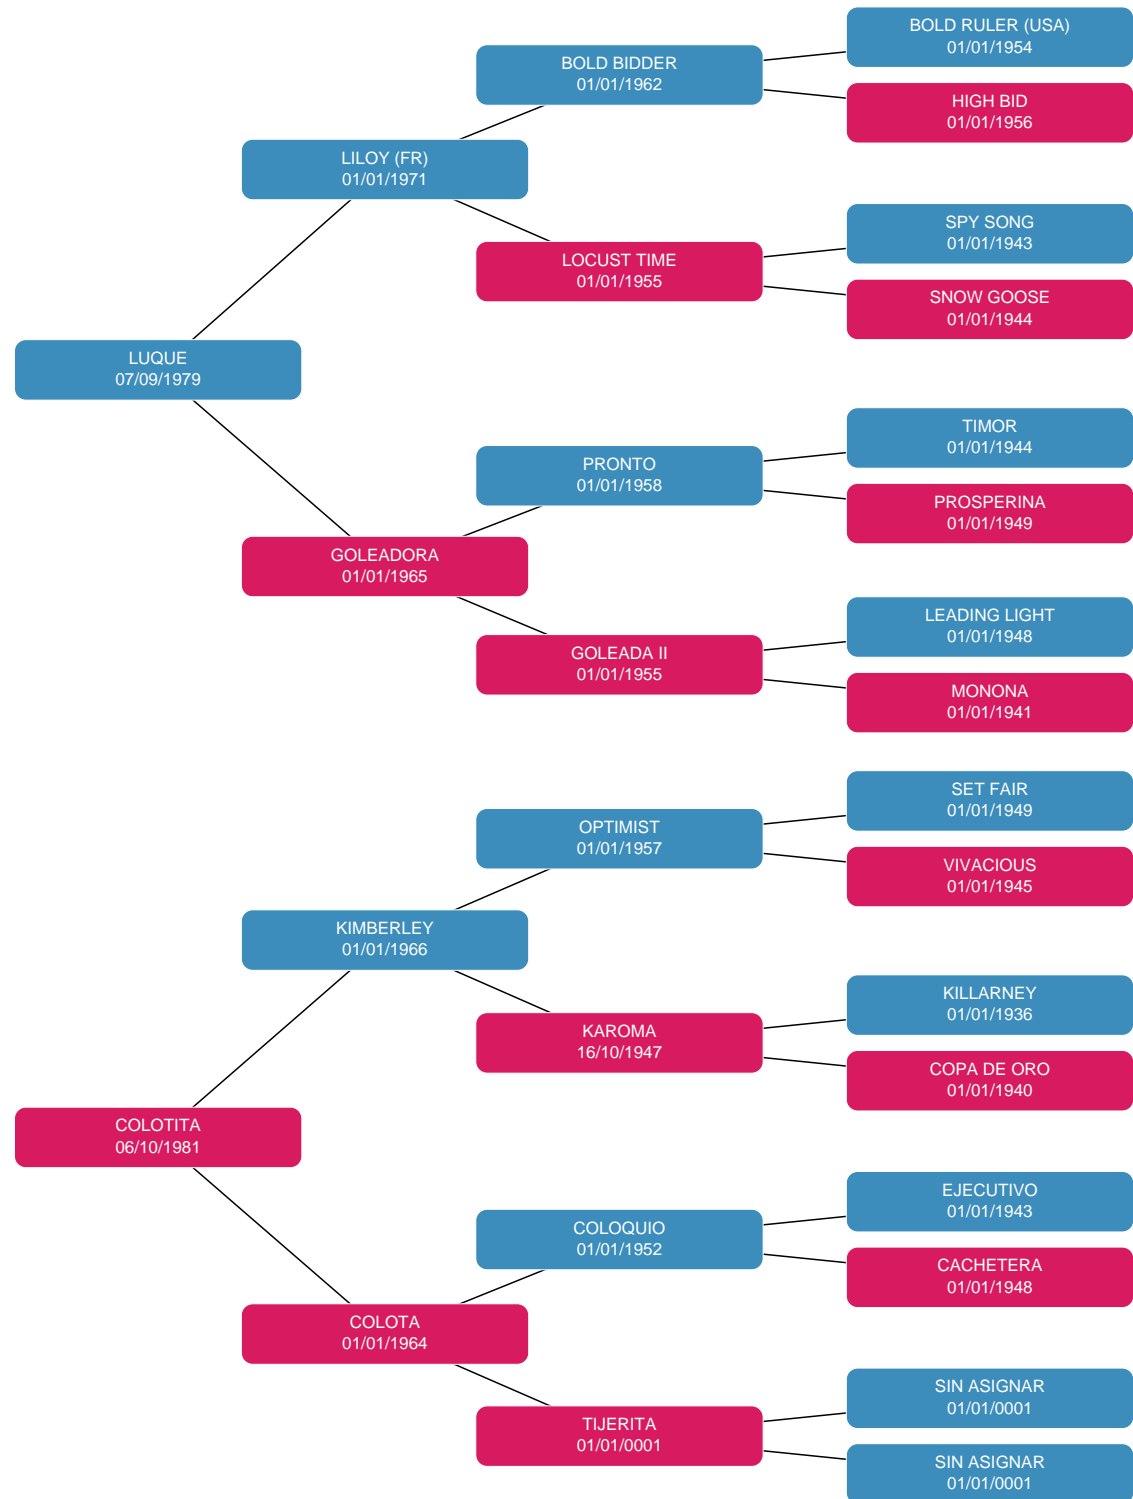 BOLD RULER (USA)
01/01/1954
BOLD BIDDER
01/01/1962
HIGH BID
01/01/1956
LILOY (FR)
01/01/1971
SPY SONG
01/01/1943
LOCUST TIME
01/01/1955
SNOW GOOSE
01/01/1944
LUQUE
07/09/1979
TIMOR
01/01/1944
PRONTO
01/01/1958
PROSPERINA
01/01/1949
GOLEADORA
01/01/1965
LEADING LIGHT
01/01/1948
GOLEADA II
01/01/1955
MONONA
01/01/1941
SET FAIR
01/01/1949
OPTIMIST
01/01/1957
VIVACIOUS
01/01/1945
KIMBERLEY
01/01/1966
KILLARNEY
01/01/1936
KAROMA
16/10/1947
COPA DE ORO
01/01/1940
COLOTITA
06/10/1981
EJECUTIVO
01/01/1943
COLOQUIO
01/01/1952
CACHETERA
01/01/1948
COLOTA
01/01/1964
SIN ASIGNAR
01/01/0001
TIJERITA
01/01/0001
SIN ASIGNAR
01/01/0001